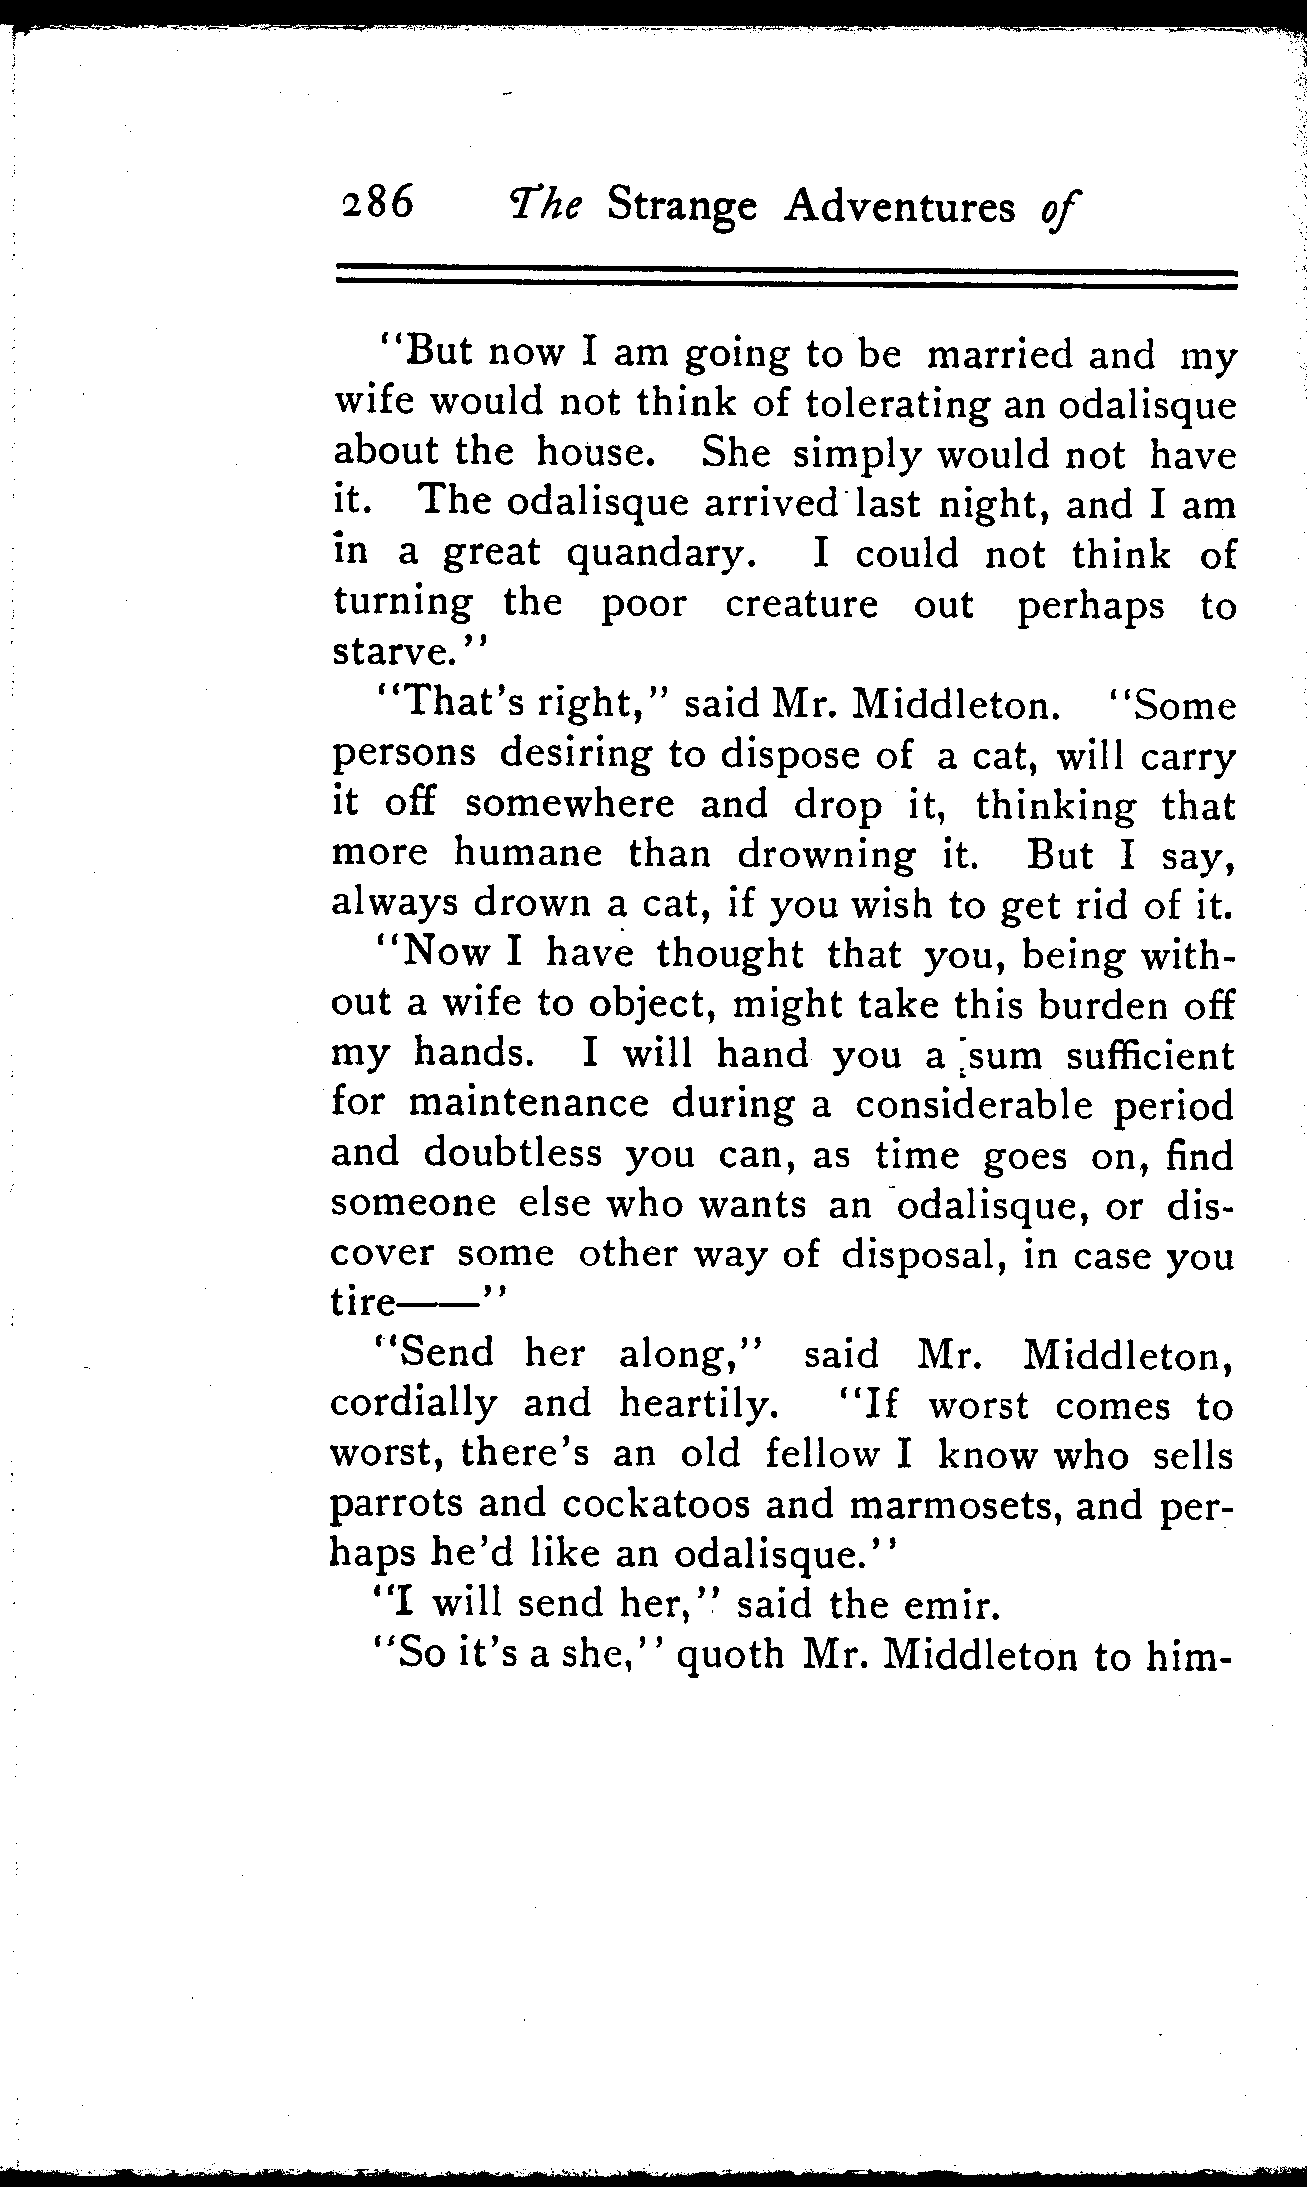 286 The Strange Adventures of
"But now I am going to be married and my
wife would not think of tolerating an odalisque
about the house. She simply would not have
it. The odalisque arrived last night, and I am
in a great quandary. I could not think of
turning the poor creature out perhaps to
starve."
"That's right," said Mr. Middleton. "Some
persons desiring to dispose of a cat, will carry
it off somewhere and drop it, thinking that
more humane than drowning it. But I say,
always drown a cat, if you wish to get rid of it.
"Now I have thought that you, being with-
out a wife to object, might take this burden off
my hands. I will hand you a sum sufficient
for maintenance during a considerable period
and doubtless you can, as time goes on, find
someone else who wants an odalisque, or dis-
cover some other way of disposal, in case you
tire——"
"Send her along," said Mr. Middleton,
cordially and heartily. "If worst comes to
worst, there's an old fellow I know who sells
parrots and cockatoos and marmosets, and per-
haps he'd like an odalisque."
"I will send her," said the emir.
"So it's a she," quoth Mr. Middleton to him-